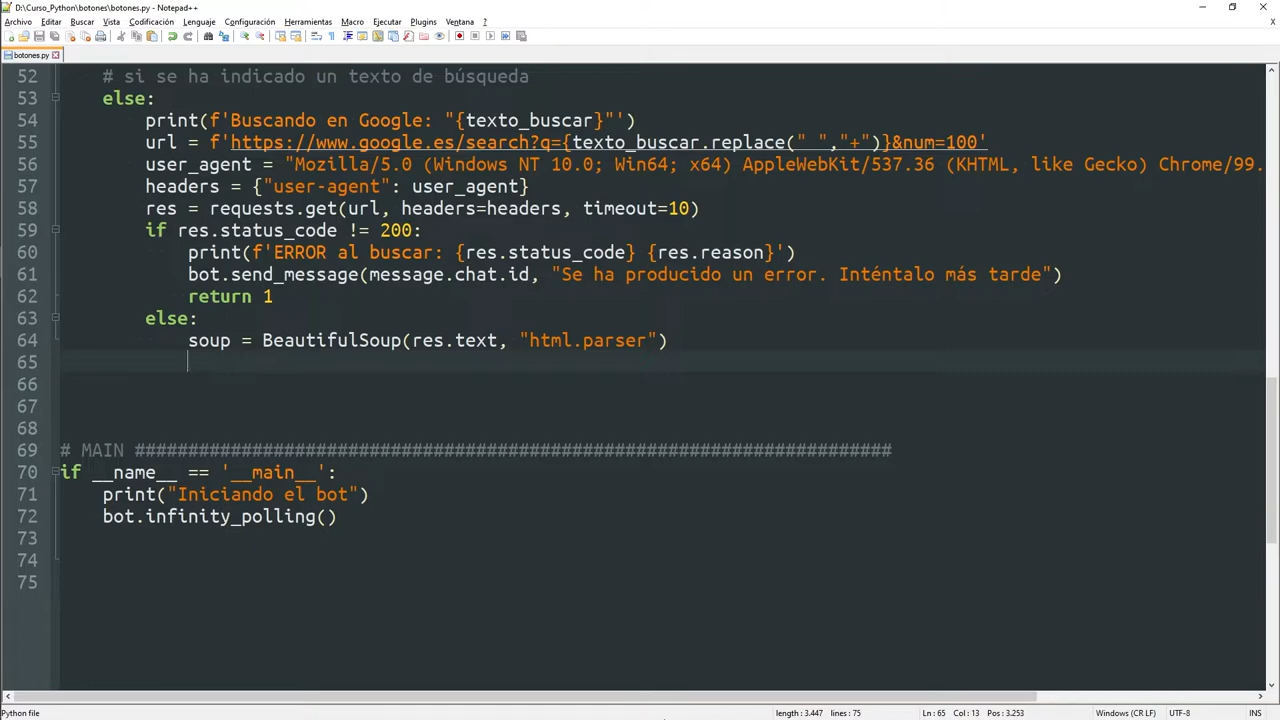 D:\Curso_Python\botones\botones.py - Notepad++
Archivo Editar Buscar Vista Codificación Lenguaje Configuración Herramientas Macro Ejecutar Plugins Ventana ?
botones.py
52 # si se ha indicado un texto de búsqueda
53 else:
54 print(f'Buscando en Google: "{texto_buscar}"')
55 url = f'https://www.google.es/search?q={texto_buscar.replace(" ","+")}&num=100'
56 user_agent = "Mozilla/5.0 (Windows NT 10.0; Win64; x64) AppleWebKit/537.36 (KHTML, like Gecko) Chrome/99.
57 headers = {"user-agent": user_agent}
58 res = requests.get(url, headers=headers, timeout=10)
59 if res.status_code != 200:
60 print(f'ERROR al buscar: {res.status_code} {res.reason}')
61 bot.send_message(message.chat.id, "Se ha producido un error. Inténtalo más tarde")
62 return 1
63 else:
64 soup = BeautifulSoup(res.text, "html.parser")
65
66
67
68
69 # MAIN #######################################################################
70 if __name__ == '__main__':
71 print("Iniciando el bot")
72 bot.infinity_polling()
73
74
75
Python file length : 3.447 lines : 75 Ln : 65 Col : 13 Pos : 3.253 Windows (CR LF) UTF-8 INS